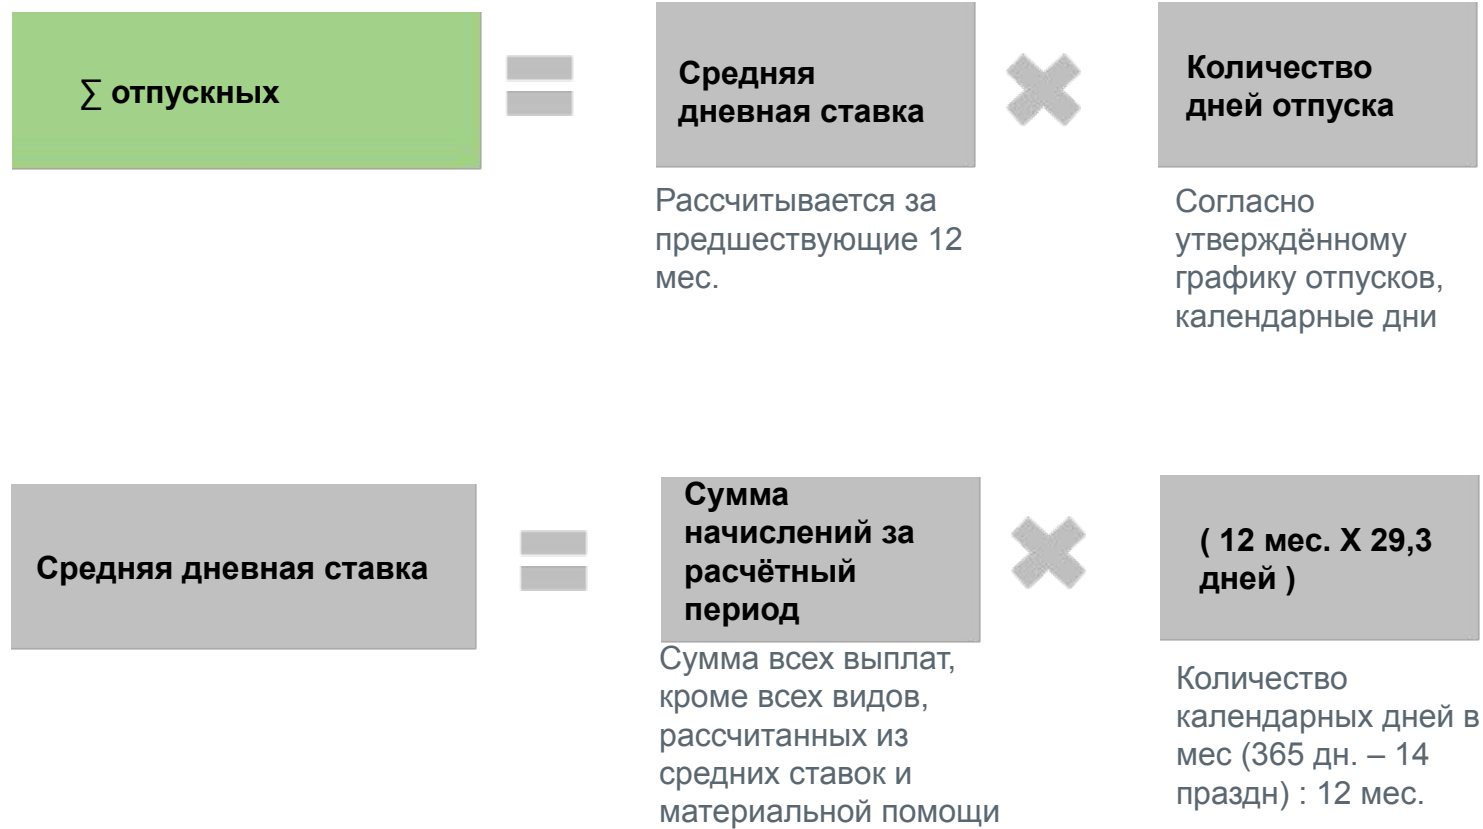 ∑ отпускных
Средняя
дневная ставка
Количество
дней отпуска
Рассчитывается за
предшествующие 12
мес.
Согласно
утверждённому
графику отпусков,
календарные дни
Средняя дневная ставка
Сумма
начислений за
расчётный
период
( 12 мес. X 29,3
дней )
Сумма всех выплат,
кроме всех видов,
рассчитанных из
средних ставок и
материальной помощи
Количество
календарных дней в
мес (365 дн. – 14
праздн) : 12 мес.